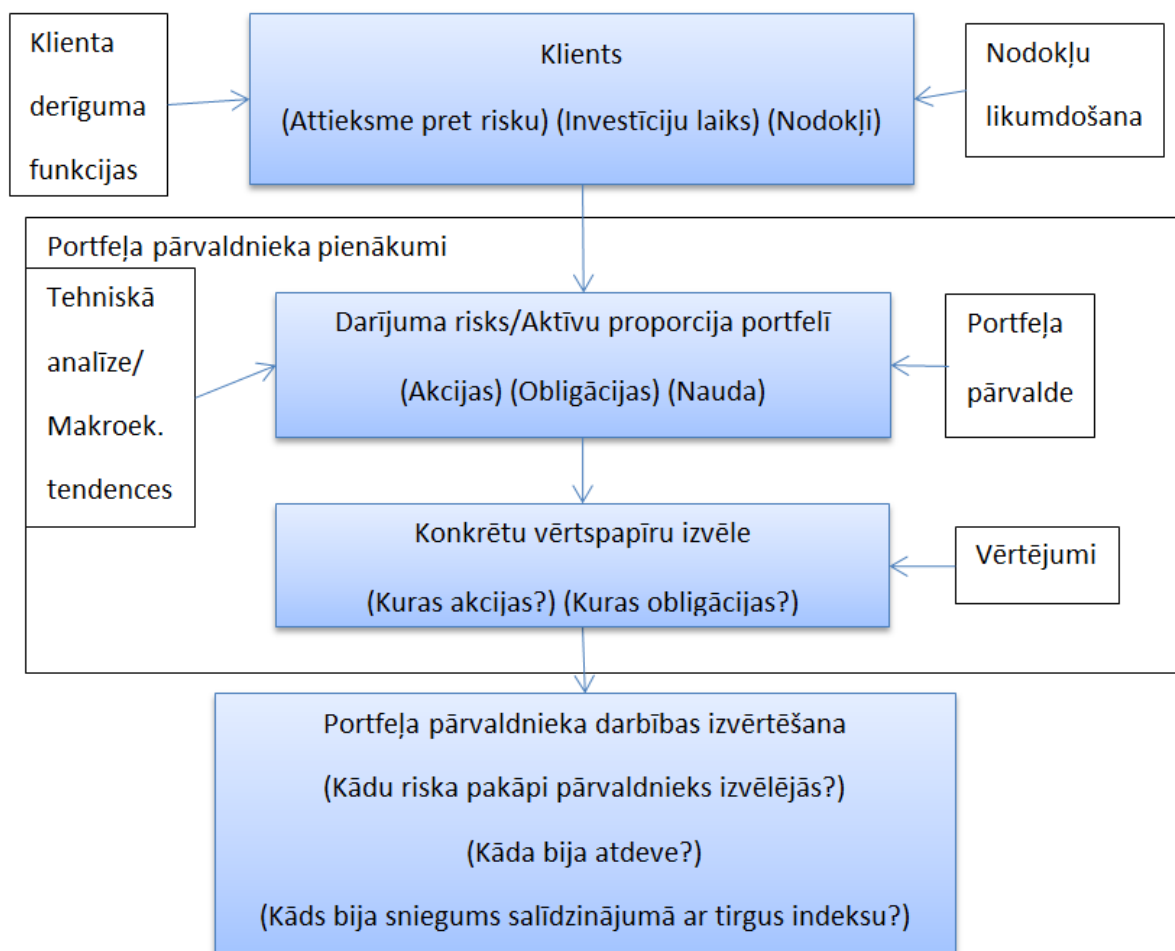 Klienta
derīguma
funkcijas
Klients
(Attieksme pret risku) (Investīciju laiks) (Nodokļi)
Nodokļu
likumdošana
Portfeļa pārvaldnieka pienākumi
Tehniskā
analīze/
Makroek.
tendences
Darījuma risks/Aktīvu proporcija portfelī
(Akcijas) (Obligācijas) (Nauda)
Portfeļa
pārvalde
Konkrētu vērtspapīru izvēle
(Kuras akcijas?) (Kuras obligācijas?)
Vērtējumi
Portfeļa pārvaldnieka darbības izvērtēšana
(Kādu riska pakāpi pārvaldnieks izvēlējās?)
(Kāda bija atdeve?)
(Kāds bija sniegums salīdzinājumā ar tirgus indeksu?)